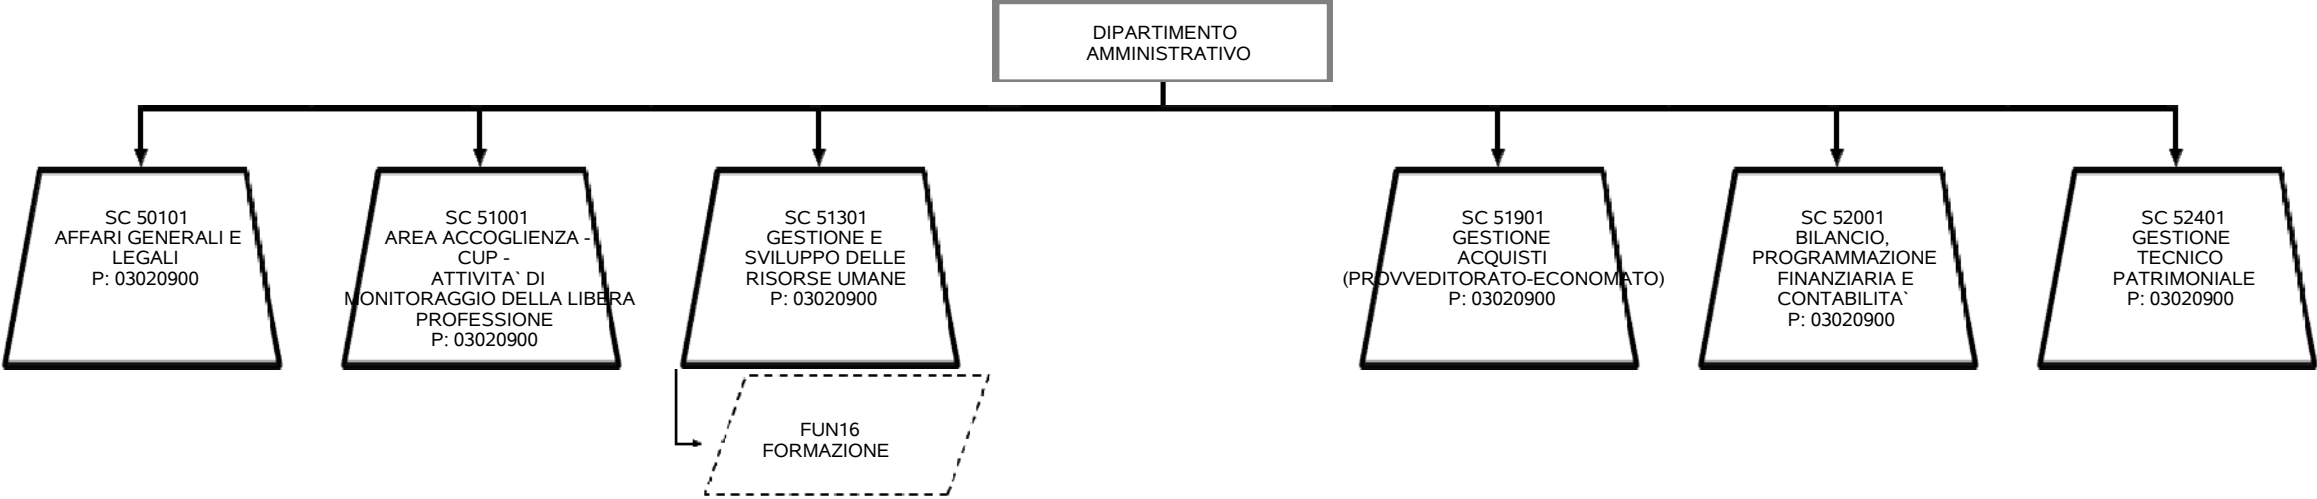 DIPARTIMENTO
AMMINISTRATIVO
SC 50101
AFFARI GENERALI E
LEGALI
P: 03020900
SC 51001
AREA ACCOGLIENZA -
CUP -
ATTIVITA` DI
MONITORAGGIO DELLA LIBERA
PROFESSIONE
P: 03020900
SC 51301
GESTIONE E
SVILUPPO DELLE
RISORSE UMANE
P: 03020900
FUN16
FORMAZIONE
SC 51901
GESTIONE
ACQUISTI
(PROVVEDITORATO-ECONOMATO)
P: 03020900
SC 52001
BILANCIO,
PROGRAMMAZIONE
FINANZIARIA E
CONTABILITA`
P: 03020900
SC 52401
GESTIONE
TECNICO
PATRIMONIALE
P: 03020900